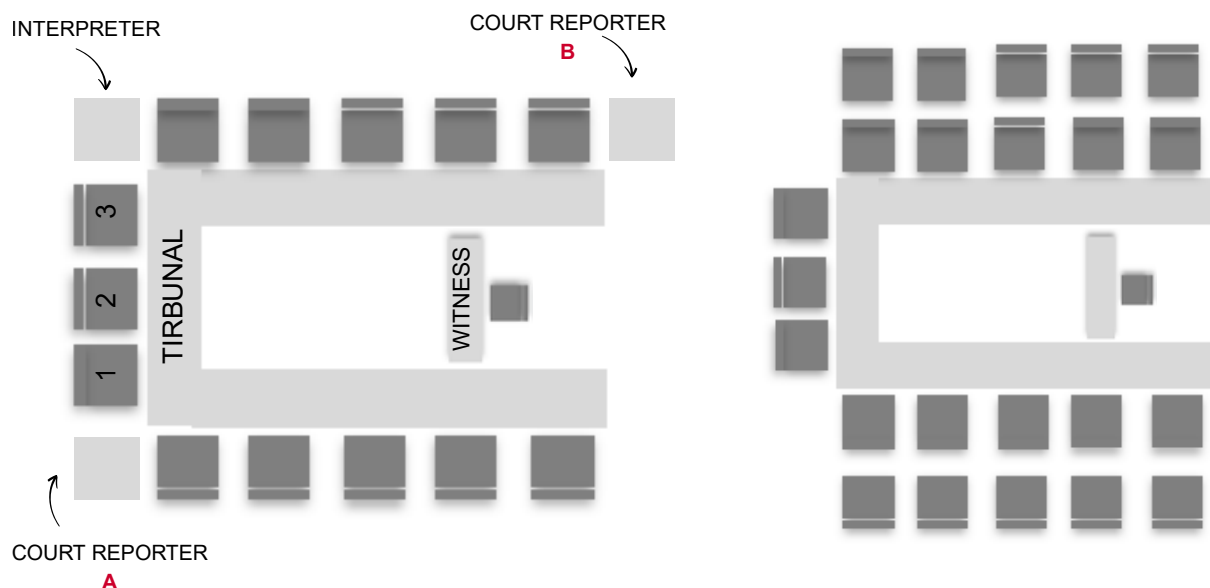 INTERPRETER
COURT REPORTER
B
3
2
1
TIRBUNAL
WITNESS
COURT REPORTER
A